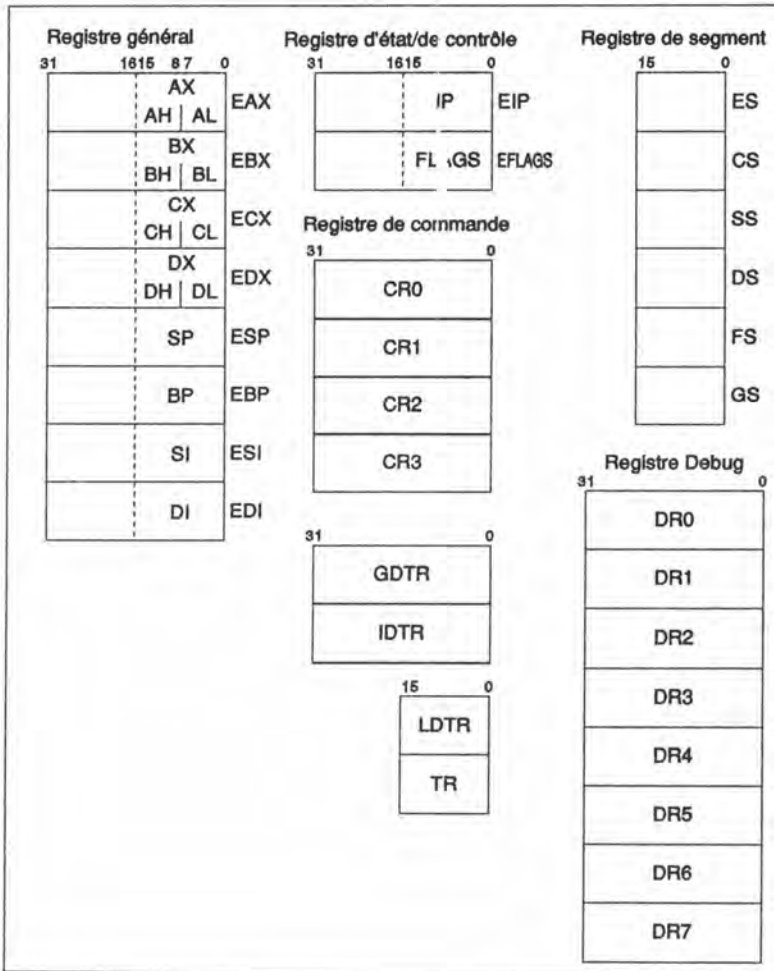 Registre général
31 1615 8 7 0
AX
AH AL EAX
BX
BH BL EBX
CX
CH CL ECX
DX
DH DL EDX
SP ESP
BP EBP
SI ESI
DI EDI
Registre d'état/de contrôle
31 1615 0
IP EIP
FLAGS EFLAGS
Registre de commande
31 0
CR0
CR1
CR2
CR3
31 0
GDTR
IDTR
15 0
LDTR
TR
Registre de segment
15 0
ES
CS
SS
DS
FS
GS
Registre Debug
31 0
DR0
DR1
DR2
DR3
DR4
DR5
DR6
DR7